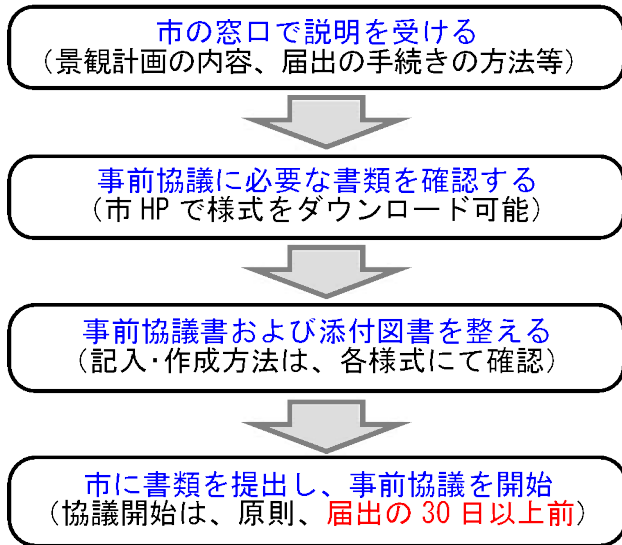 市の窓口で説明を受ける
（景観計画の内容、届出の手続きの方法等）
事前協議に必要な書類を確認する
（市HPで様式をダウンロード可能）
事前協議書および添付図書を整える
（記入・作成方法は、各様式にて確認）
市に書類を提出し、事前協議を開始
（協議開始は、原則、届出の30日以上前）